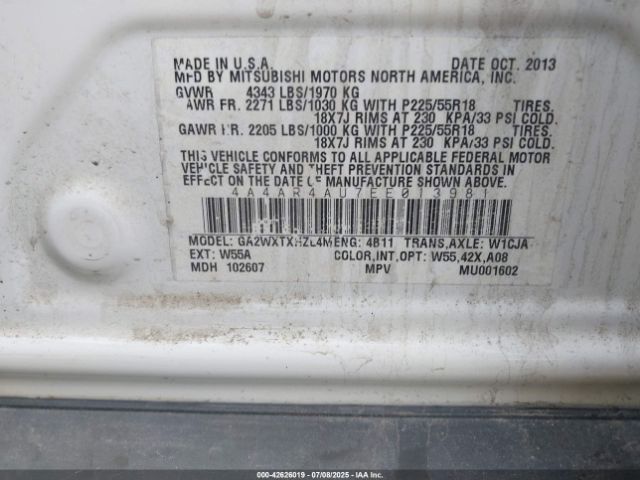 MADE IN U.S.A. DATE OCT. 2013
MFD BY MITSUBISHI MOTORS NORTH AMERICA, INC.
GVWR 4343 LBS/1970 KG
GAWR FR. 2271 LBS/1030 KG WITH P225/55R18 TIRES.
18X7J RIMS AT 230 KPA/33 PSI COLD.
GAWR RR. 2205 LBS/1000 KG WITH P225/55R18 TIRES.
18X7J RIMS AT 230 KPA/33 PSI COLD.
THIS VEHICLE CONFORMS TO ALL APPLICABLE FEDERAL MOTOR
VEHICLE SAFETY AND THEFT PREVENTION STANDARDS IN
EFFECT ON THE DATE OF MANUFACTURE SHOWN ABOVE.
4A4AR4AU7EE013981
MODEL: ENG: 4B11 TRANS,AXLE: W1CJA
EXT: W55A COLOR,INT,OPT: W55,42X,A08
MDH 102607 MPV MU001602
000-42626019 | 07/08/2025 | IAA Inc.